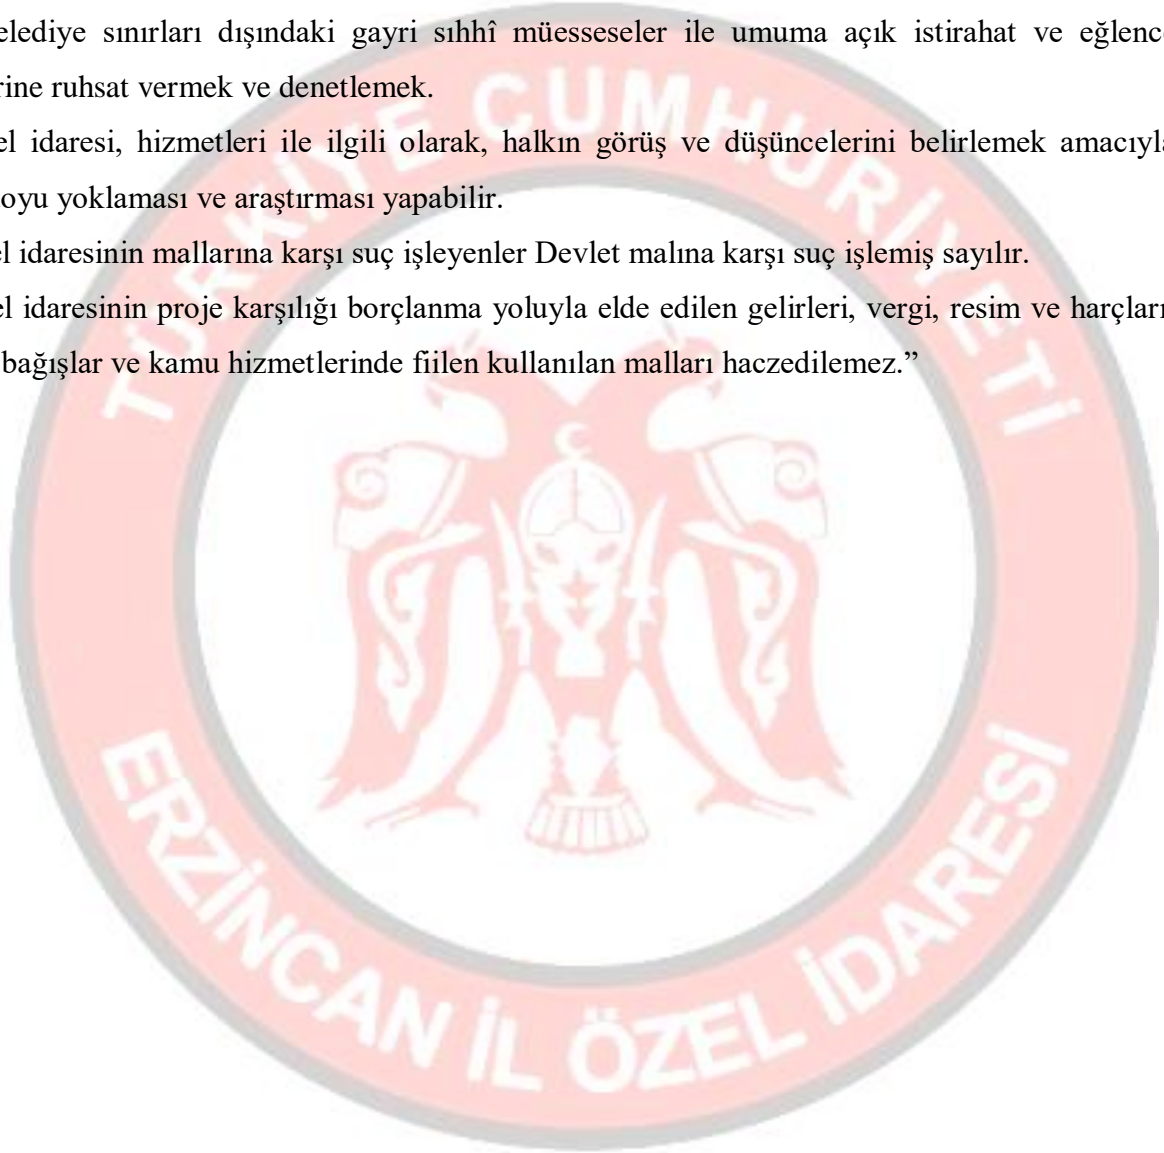 elediye sınırları dışındaki gayri sıhhî müesseseler ile umuma açık istirahat ve eğlence
rine ruhsat vermek ve denetlemek.
el idaresi, hizmetleri ile ilgili olarak, halkın görüş ve düşüncelerini belirlemek amacıyla
oyu yoklaması ve araştırması yapabilir.
el idaresinin mallarına karşı suç işleyenler Devlet malına karşı suç işlemiş sayılır.
el idaresinin proje karşılığı borçlanma yoluyla elde edilen gelirleri, vergi, resim ve harçları
bağışlar ve kamu hizmetlerinde fiilen kullanılan malları haczedilemez.”
TÜRKİYE CUMHURİYETİ
ERZİNCAN İL ÖZEL İDARESİ